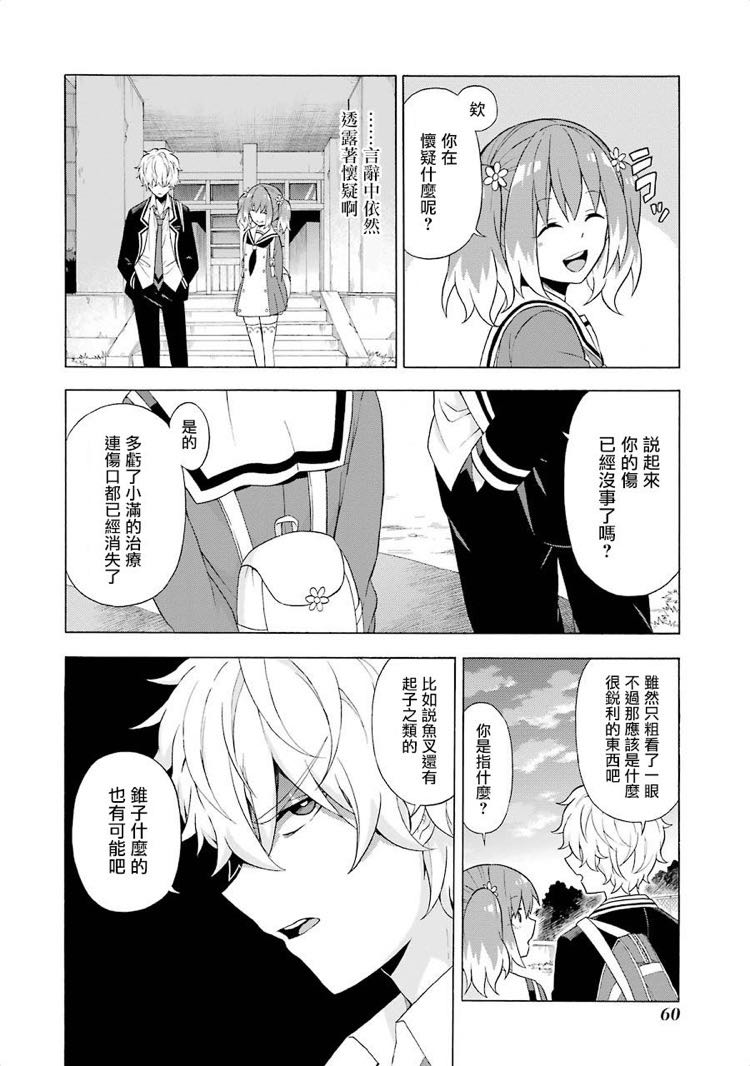 欸
你在
懷疑什麼呢?
……言辭中依然
透露著懷疑啊
說起來
你的傷
已經沒事了嗎?
是的
多虧了小滿的治療
連傷口都已經消失了
雖然只粗看了一眼
不過那應該是什麼
很銳利的東西吧
你是指什麼?
比如說魚叉還有
起子之類的
錐子什麼的
也有可能吧
60